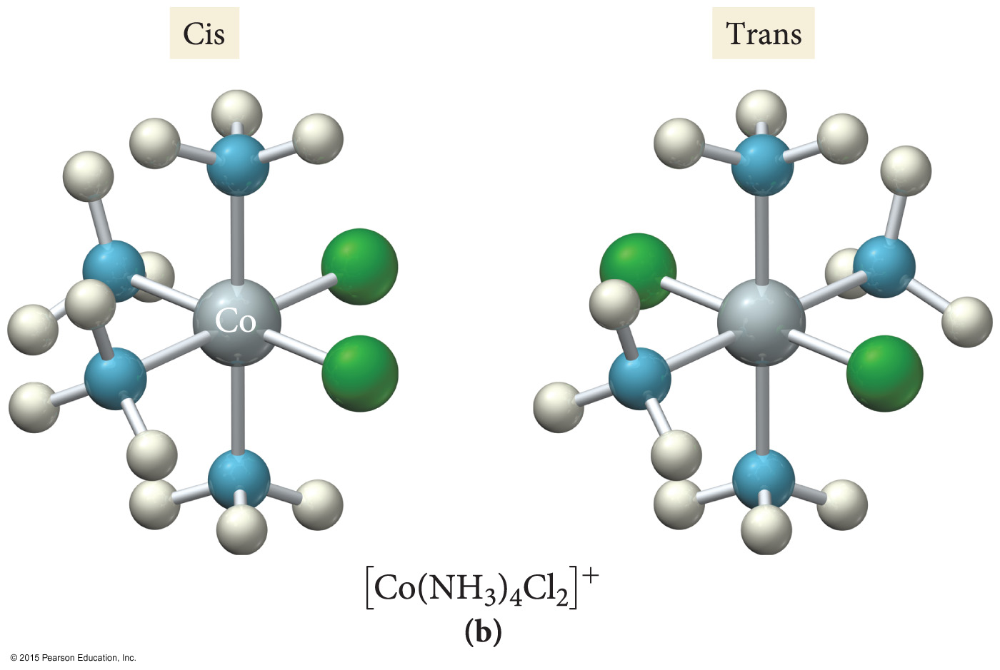 Cis
Trans
Co
[Co(NH₃)₄Cl₂]⁺
(b)
© 2015 Pearson Education, Inc.